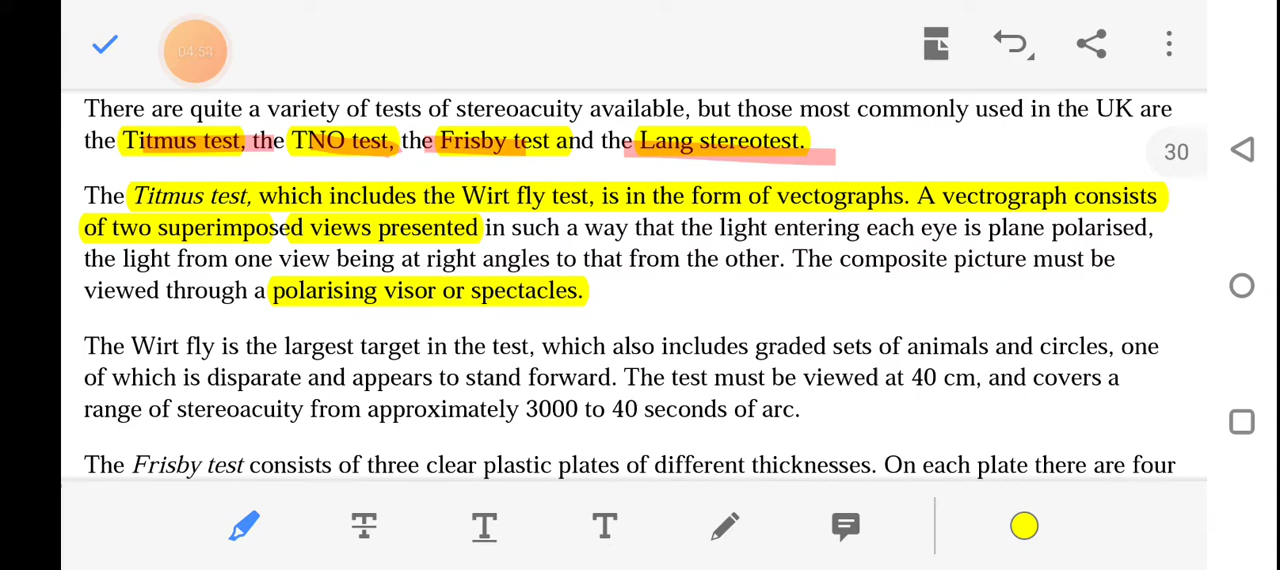 04:54
There are quite a variety of tests of stereoacuity available, but those most commonly used in the UK are
the Titmus test, the TNO test, the Frisby test and the Lang stereotest.
30
The Titmus test, which includes the Wirt fly test, is in the form of vectographs. A vectrograph consists
of two superimposed views presented in such a way that the light entering each eye is plane polarised,
the light from one view being at right angles to that from the other. The composite picture must be
viewed through a polarising visor or spectacles.
The Wirt fly is the largest target in the test, which also includes graded sets of animals and circles, one
of which is disparate and appears to stand forward. The test must be viewed at 40 cm, and covers a
range of stereoacuity from approximately 3000 to 40 seconds of arc.
The Frisby test consists of three clear plastic plates of different thicknesses. On each plate there are four